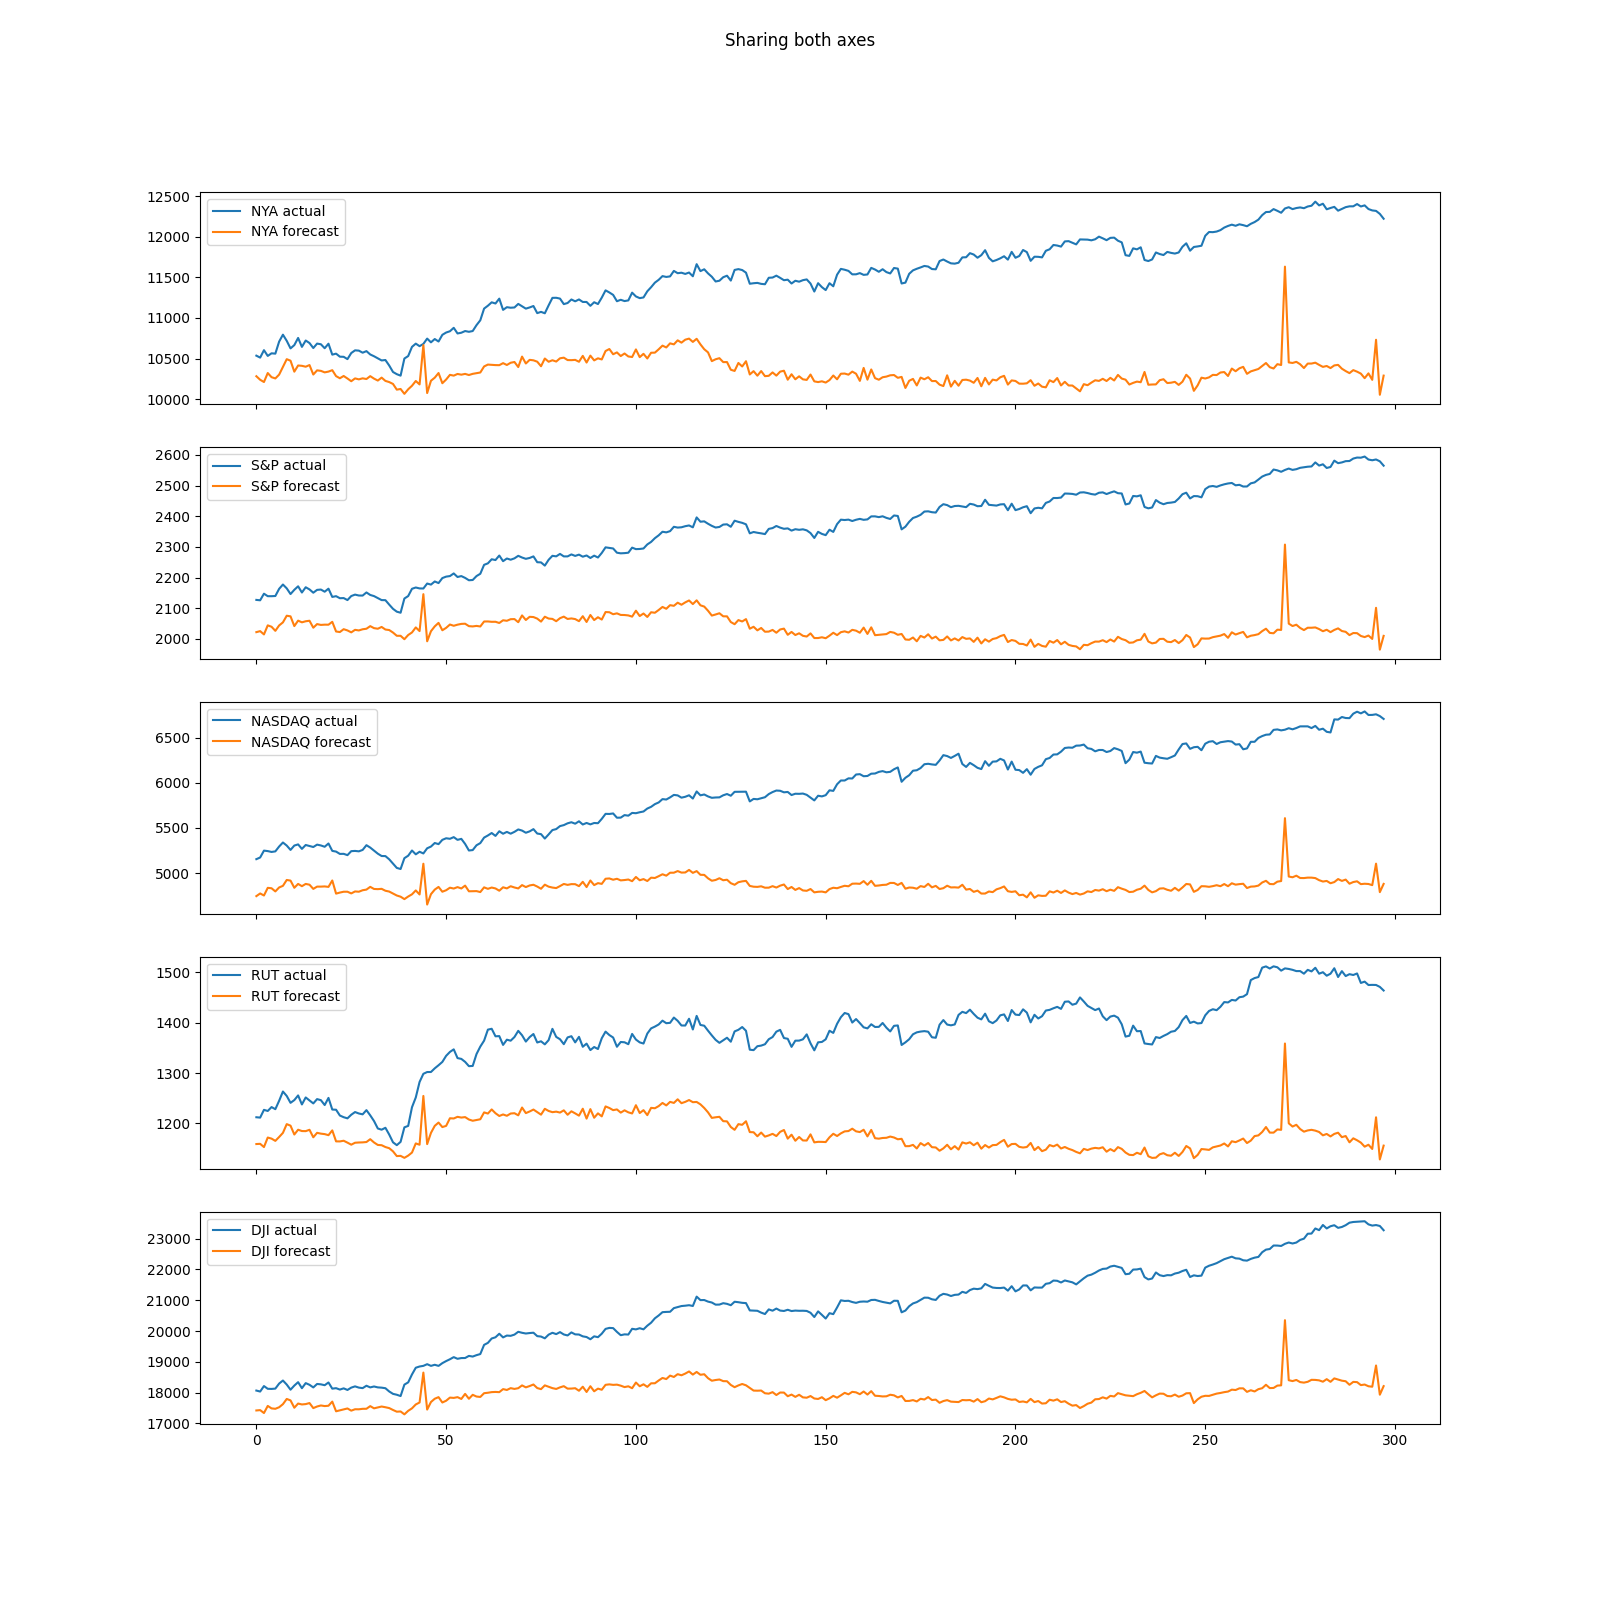 Sharing both axes
12500
12000
11500
11000
10500
10000
NYA actual
NYA forecast
2600
2500
2400
2300
2200
2100
2000
S&P actual
S&P forecast
6500
6000
5500
5000
NASDAQ actual
NASDAQ forecast
1500
1400
1300
1200
RUT actual
RUT forecast
23000
22000
21000
20000
19000
18000
17000
DJI actual
DJI forecast
0 50 100 150 200 250 300